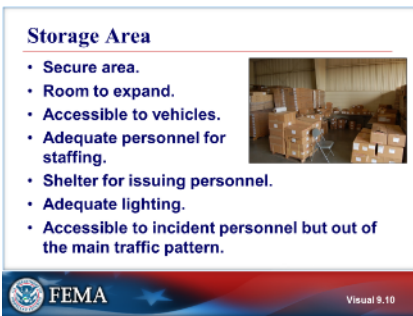 Storage Area
• Secure area.
• Room to expand.
• Accessible to vehicles.
• Adequate personnel for
staffing.
• Shelter for issuing personnel.
• Adequate lighting.
• Accessible to incident personnel but out of
the main traffic pattern.
FEMA
Visual 9.10